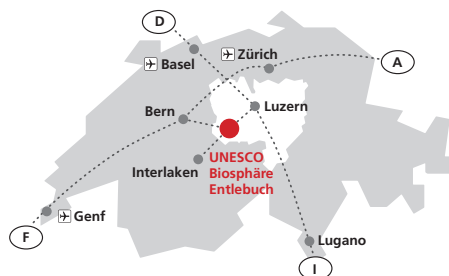 D
Basel
Zürich
A
Bern
Luzern
UNESCO
Biosphäre
Entlebuch
Interlaken
Genf
F
Lugano
I